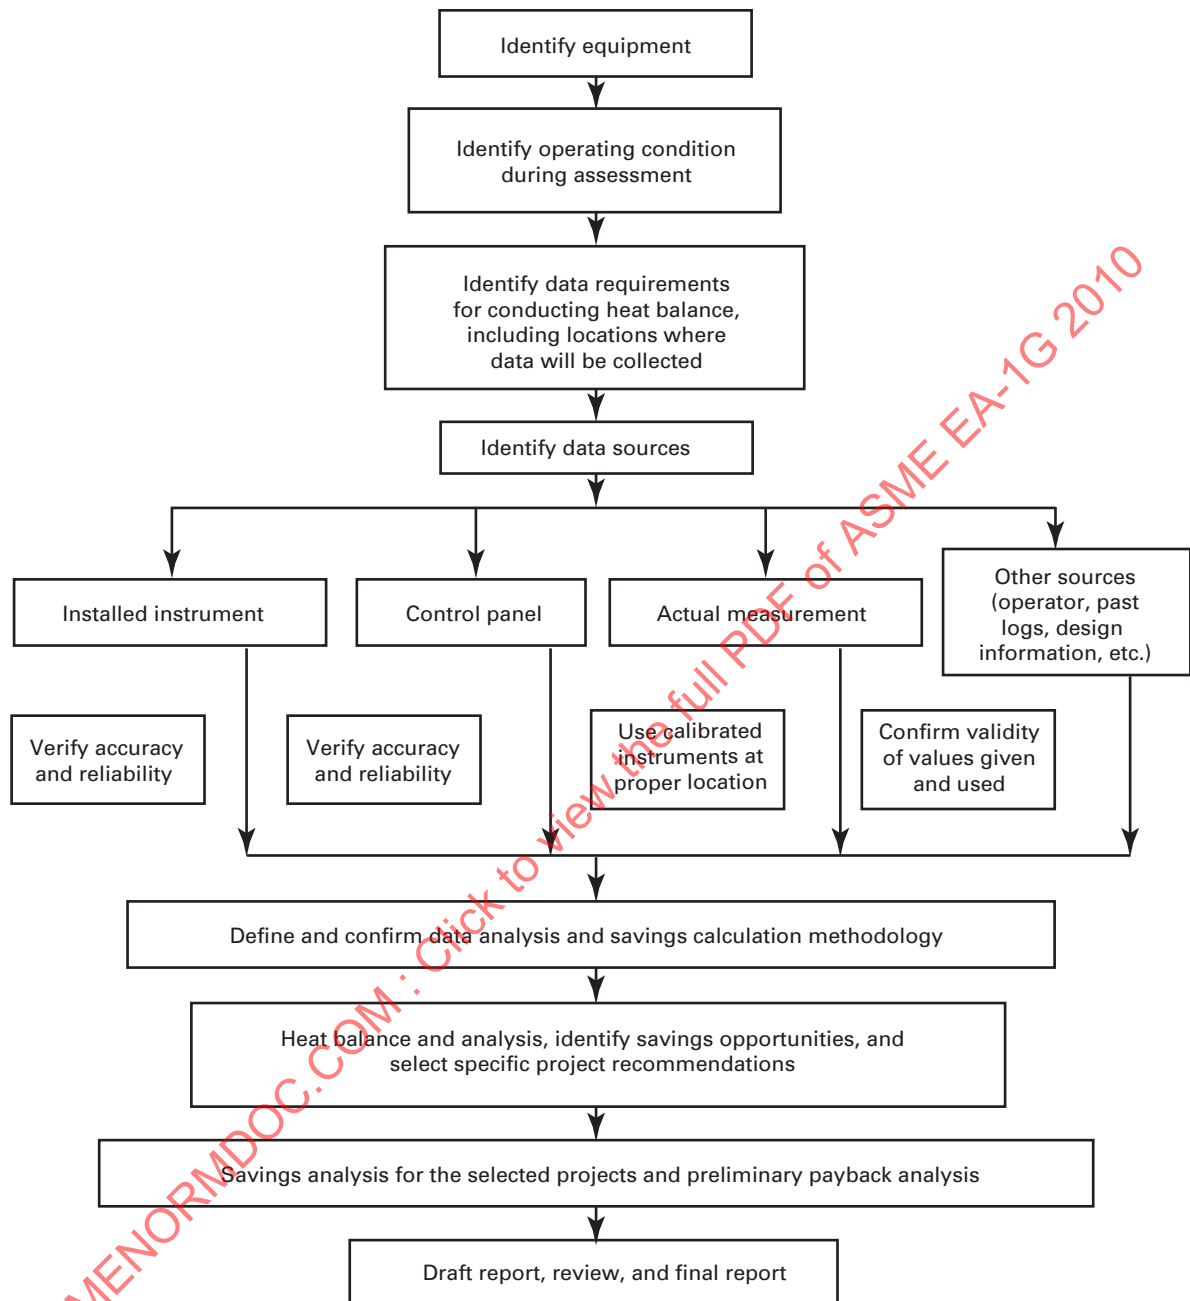 Identify equipment
Identify operating condition
during assessment
Identify data requirements
for conducting heat balance,
including locations where
data will be collected
Identify data sources
Installed instrument
Control panel
Actual measurement
Other sources
(operator, past
logs, design
information, etc.)
Verify accuracy
and reliability
Verify accuracy
and reliability
Use calibrated
instruments at
proper location
Confirm validity
of values given
and used
Define and confirm data analysis and savings calculation methodology
Heat balance and analysis, identify savings opportunities, and
select specific project recommendations
Savings analysis for the selected projects and preliminary payback analysis
Draft report, review, and final report
MENORMDOC.COM : Click to view the full PDF of ASME EA-1G 2010